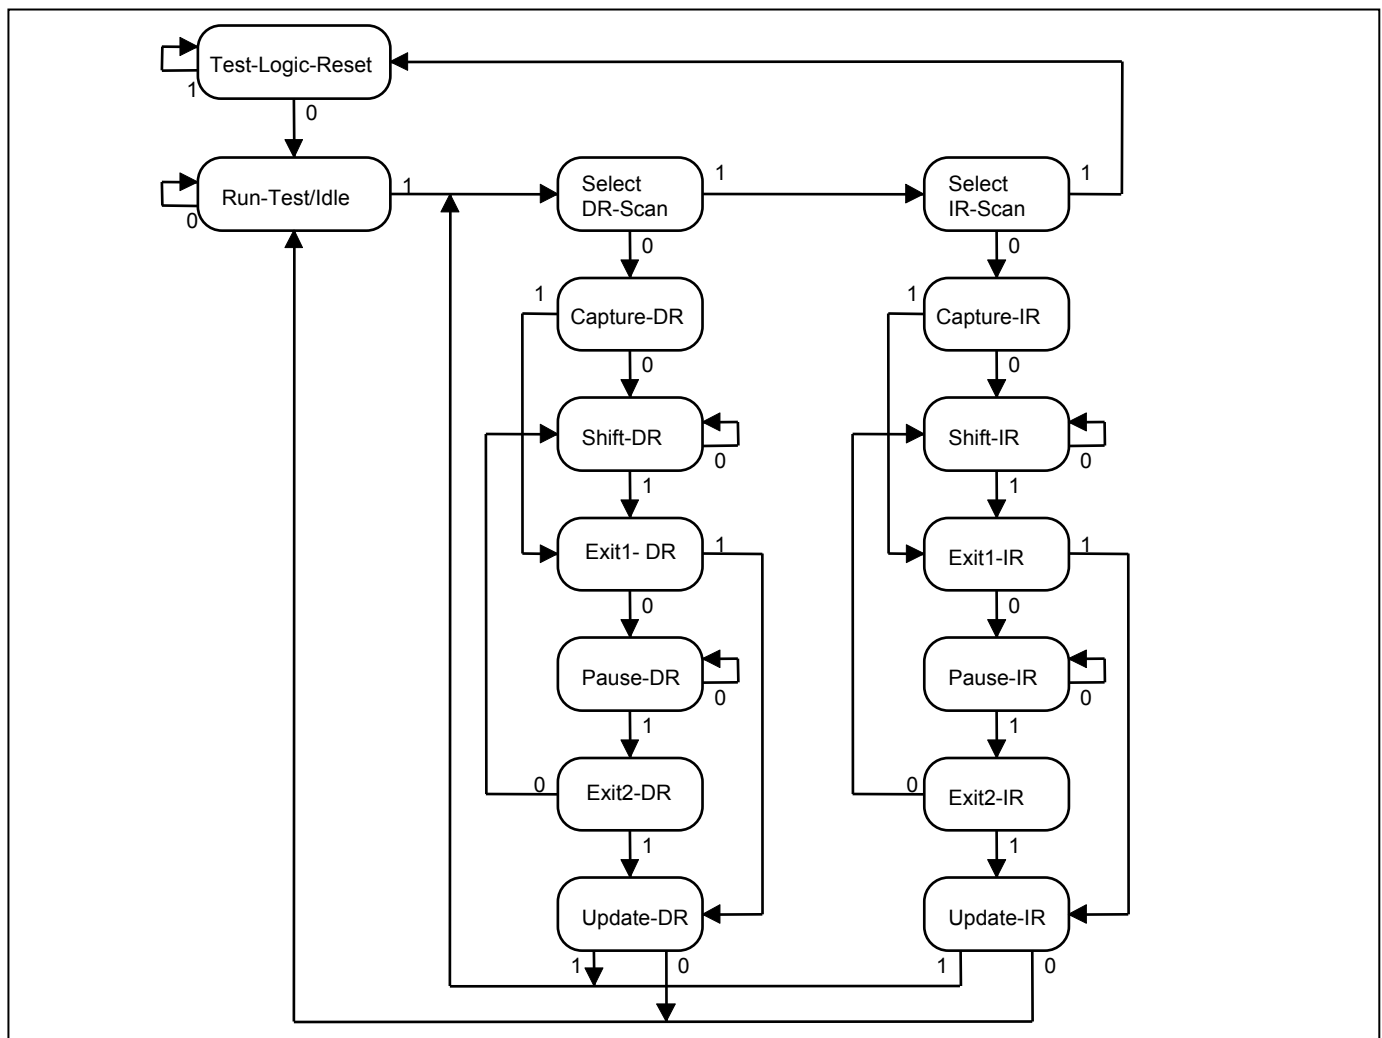 Test-Logic-Reset
1
0
Run-Test/Idle
0
1
Select
DR-Scan
1
Select
IR-Scan
1
0
0
1
Capture-DR
1
Capture-IR
0
0
Shift-DR
0
Shift-IR
0
1
1
Exit1- DR
1
Exit1-IR
1
0
0
Pause-DR
0
Pause-IR
0
1
1
0
Exit2-DR
0
Exit2-IR
1
1
Update-DR
Update-IR
1
0
1
0